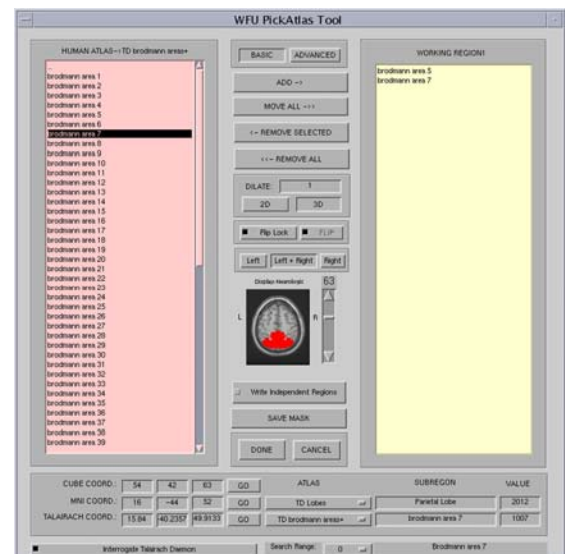 WFU PickAtlas Tool
HUMAN ATLAS->TD brodmann areas+
..
brodmann area 1
brodmann area 2
brodmann area 3
brodmann area 4
brodmann area 5
brodmann area 6
brodmann area 7
brodmann area 8
brodmann area 9
brodmann area 10
brodmann area 11
brodmann area 12
brodmann area 13
brodmann area 14
brodmann area 15
brodmann area 16
brodmann area 17
brodmann area 18
brodmann area 19
brodmann area 20
brodmann area 21
brodmann area 22
brodmann area 23
brodmann area 24
brodmann area 25
brodmann area 26
brodmann area 27
brodmann area 28
brodmann area 29
brodmann area 30
brodmann area 31
brodmann area 32
brodmann area 33
brodmann area 34
brodmann area 35
brodmann area 36
brodmann area 37
brodmann area 38
brodmann area 39
BASIC ADVANCED
ADD ->
MOVE ALL ->>
<- REMOVE SELECTED
<<- REMOVE ALL
DILATE: 1
2D 3D
Flip Lock FLIP
Left Left + Right Right
Display-Neurologic 63
L R
Write Independent Regions
SAVE MASK
DONE CANCEL
WORKING REGION1
brodmann area 5
brodmann area 7
CUBE COORD.: 54 42 63 GO ATLAS SUBREGION VALUE
MNI COORD.: 16 -44 52 GO TD Lobes Parietal Lobe 2012
TALAIRACH COORD.: 15.84 -40.2357 49.9133 GO TD brodmann areas+ brodmann area 7 1007
Interrogate Talairach Daemon Search Range: 0 Brodmann area 7